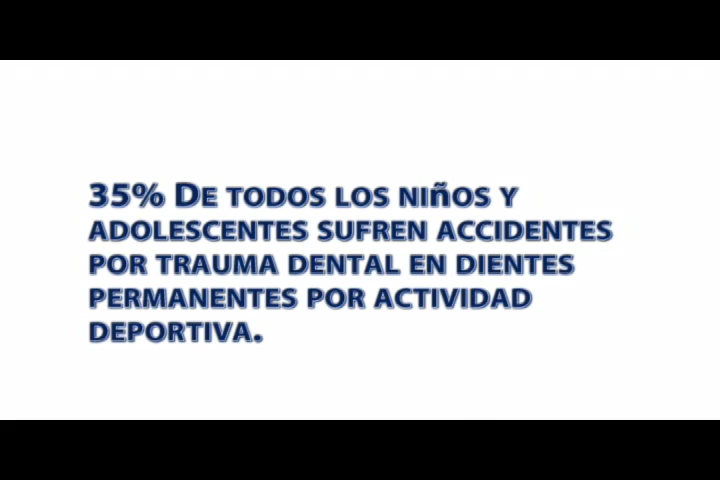 35% De todos los niños y
adolescentes sufren accidentes
por trauma dental en dientes
permanentes por actividad
deportiva.